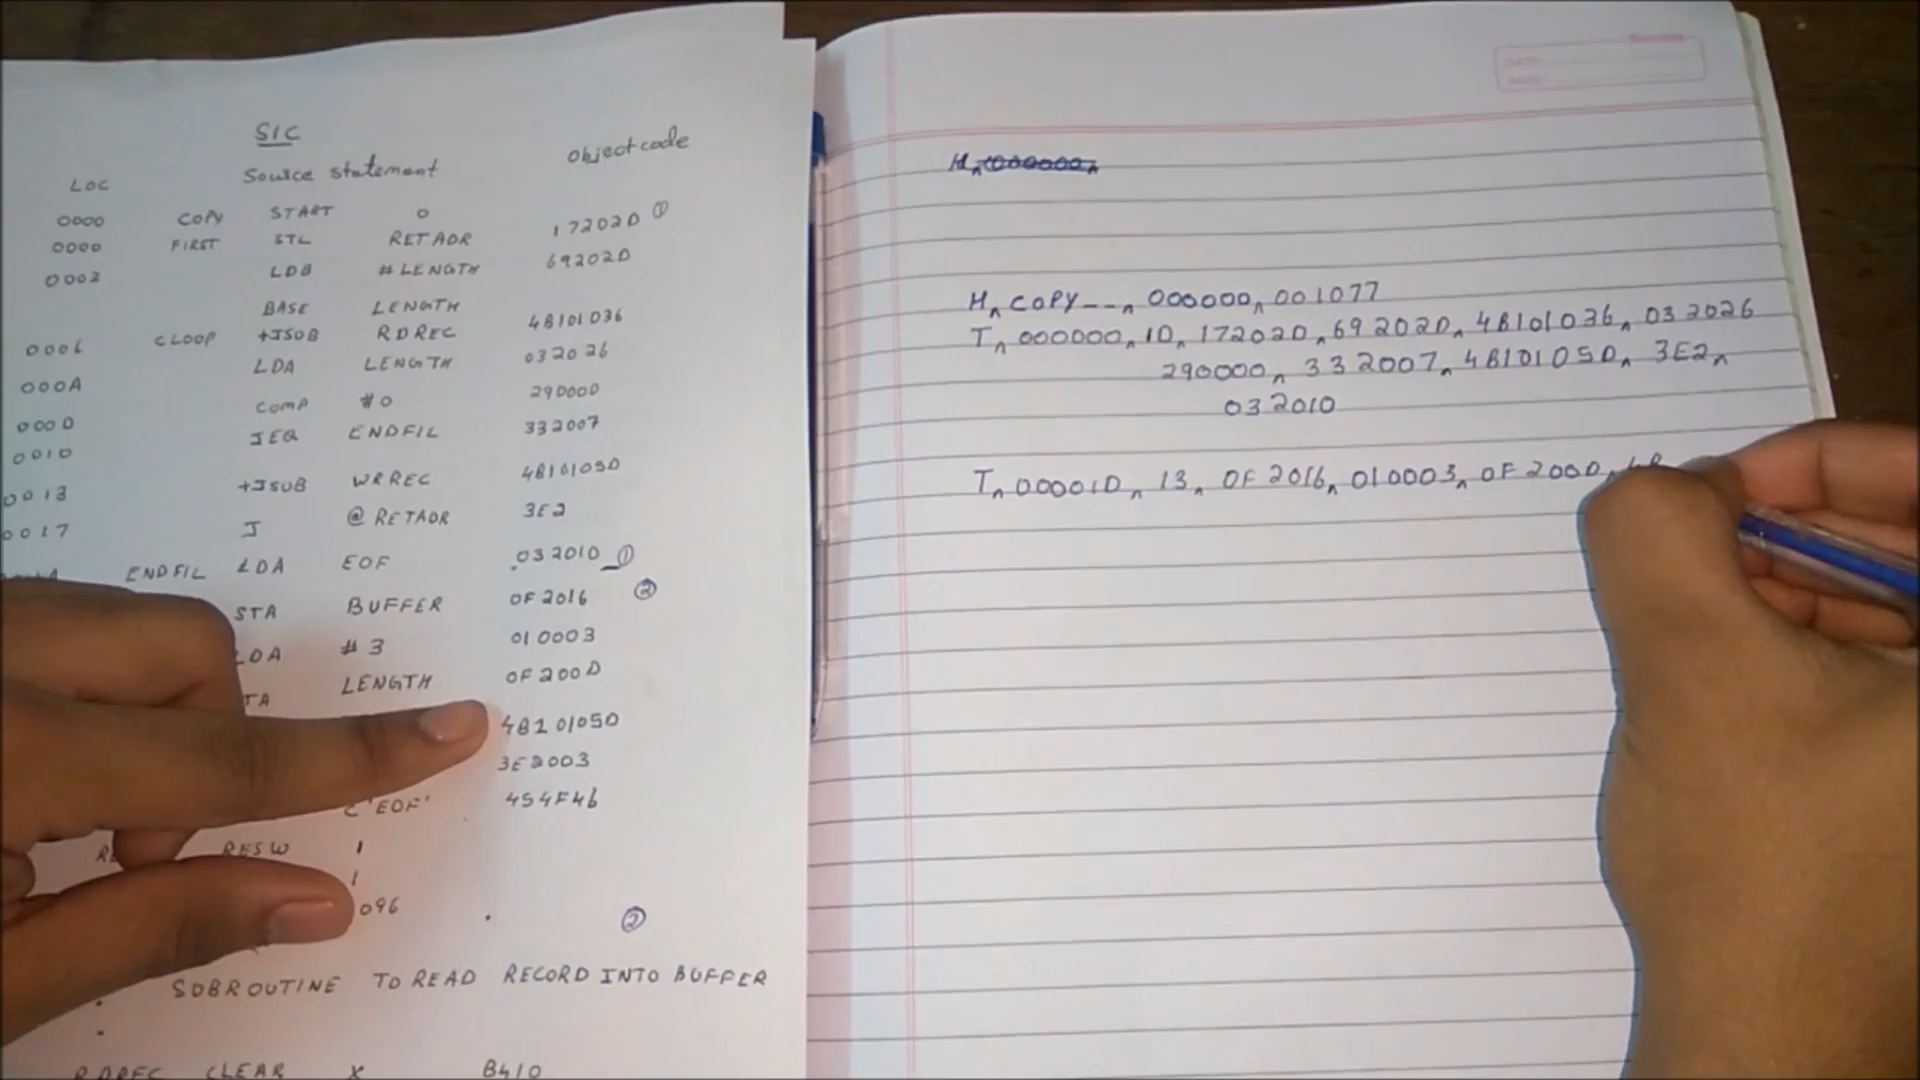 SIC
LOC Source statement Object code
0000 COPY START 0
0000 FIRST STL RETADR 17202D ①
0003 LDB #LENGTH 69202D
BASE LENGTH
0006 CLOOP +JSUB RDREC 4B101036
000A LDA LENGTH 032026
000D COMP #0 290000
0010 JEQ ENDFIL 332007
0013 +JSUB WRREC 4B10105D
0017 J @RETADR 3E2
ENDFIL LDA EOF 032010 ①
STA BUFFER 0F2016 ②
LDA #3 010003
TA LENGTH 0F200D
4B10105D
3E2003
C'EOF' 454F46
RESW 1
1
096
②
SUBROUTINE TO READ RECORD INTO BUFFER
.
.
RDREC CLEAR X B410
H^000000^
H^COPY__^000000^001077
T^000000^1D^17202D^69202D^4B101036^032026
290000^332007^4B10105D^3E2^
032010
T^00001D^13^0F2016^010003^0F200D^4B